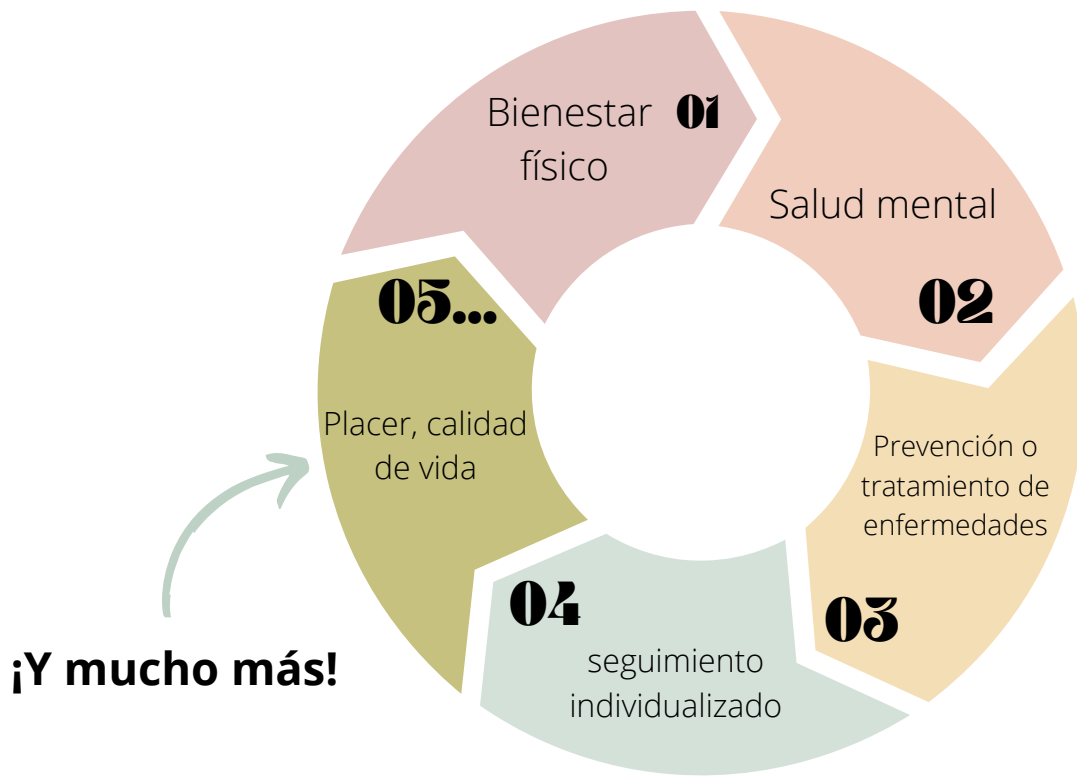 Bienestar 01
físico
Salud mental
02
Prevención o
tratamiento de
enfermedades
03
04
seguimiento
individualizado
05...
Placer, calidad
de vida
¡Y mucho más!